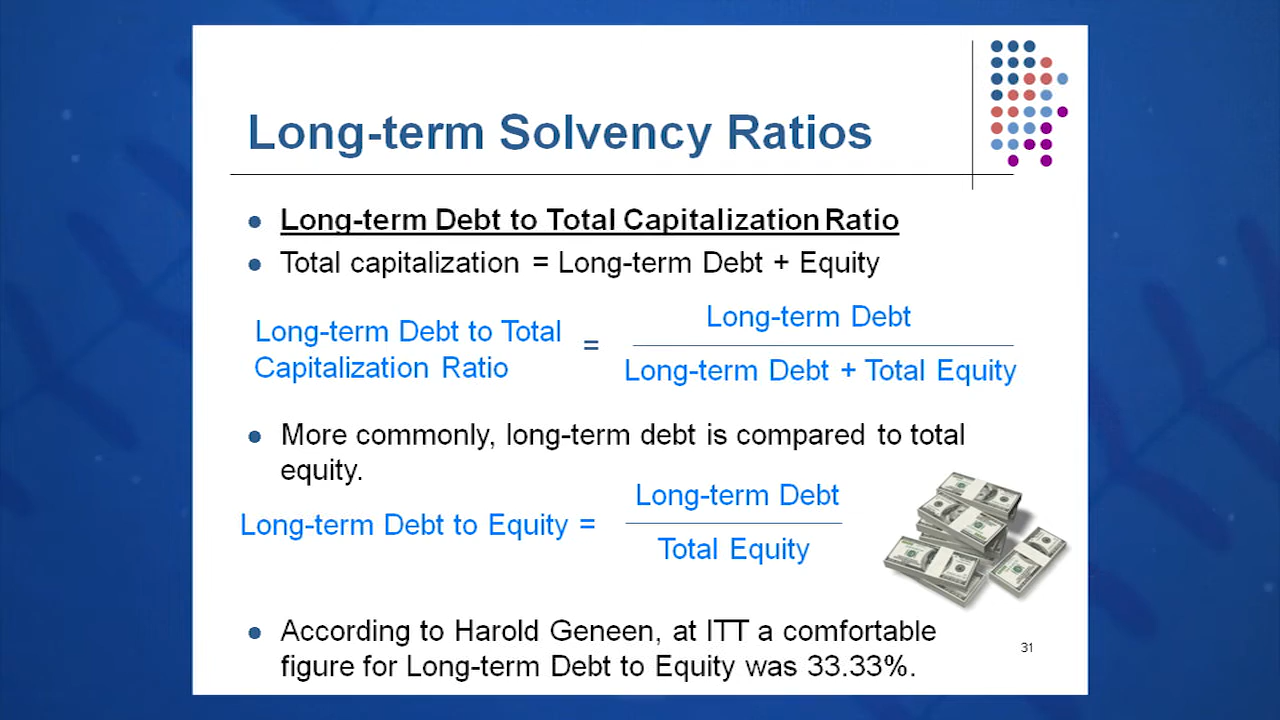 Long-term Solvency Ratios
Long-term Debt to Total Capitalization Ratio
Total capitalization = Long-term Debt + Equity
Long-term Debt to Total
Capitalization Ratio
=
Long-term Debt
Long-term Debt + Total Equity
More commonly, long-term debt is compared to total
equity.
Long-term Debt to Equity =
Long-term Debt
Total Equity
According to Harold Geneen, at ITT a comfortable
figure for Long-term Debt to Equity was 33.33%.
31